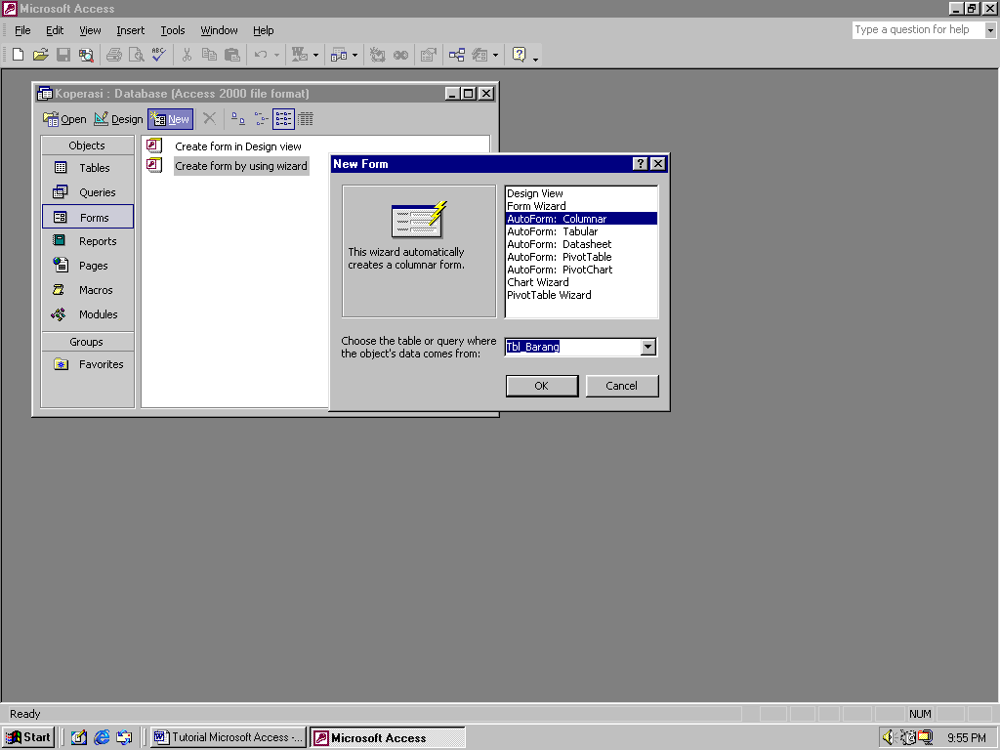 Microsoft Access
File Edit View Insert Tools Window Help
Type a question for help
Koperasi : Database (Access 2000 file format)
Open Design New
Objects
Tables
Queries
Forms
Reports
Pages
Macros
Modules
Groups
Favorites
Create form in Design view
Create form by using wizard
New Form
This wizard automatically
creates a columnar form.
Design View
Form Wizard
AutoForm: Columnar
AutoForm: Tabular
AutoForm: Datasheet
AutoForm: PivotTable
AutoForm: PivotChart
Chart Wizard
PivotTable Wizard
Choose the table or query where
the object's data comes from:
Tbl_Barang
OK Cancel
Ready
NUM
Start
Tutorial Microsoft Access -...
Microsoft Access
9:55 PM